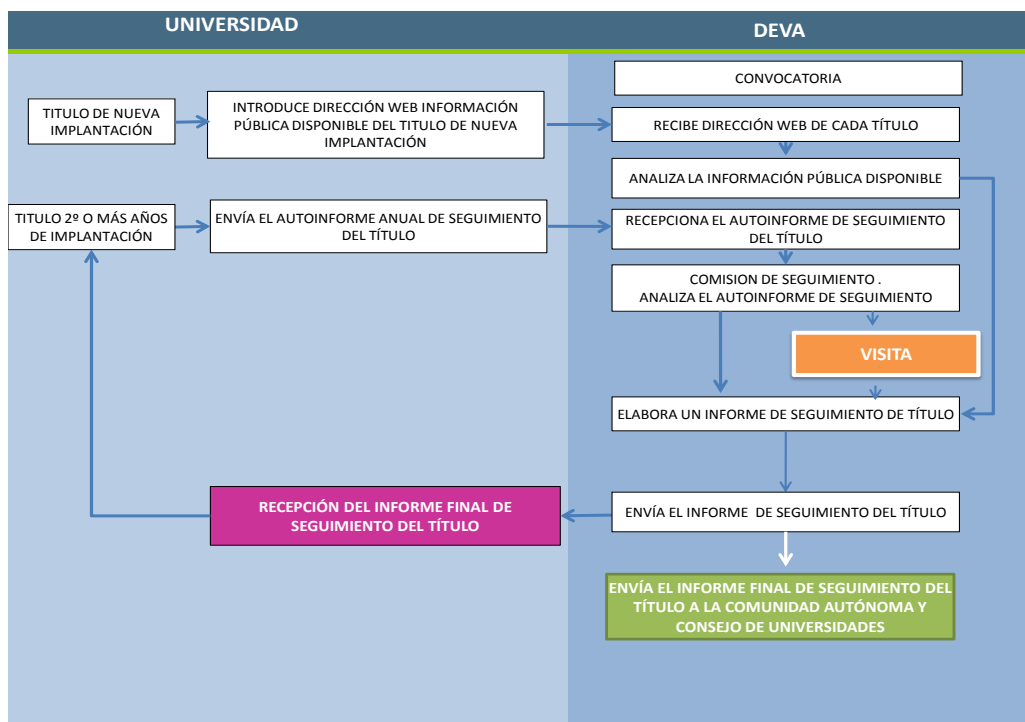 UNIVERSIDAD
DEVA
CONVOCATORIA
TITULO DE NUEVA
IMPLANTACIÓN
INTRODUCE DIRECCIÓN WEB INFORMACIÓN
PÚBLICA DISPONIBLE DEL TITULO DE NUEVA
IMPLANTACIÓN
RECIBE DIRECCIÓN WEB DE CADA TÍTULO
ANALIZA LA INFORMACIÓN PÚBLICA DISPONIBLE
TITULO 2º O MÁS AÑOS
DE IMPLANTACIÓN
ENVÍA EL AUTOINFORME ANUAL DE SEGUIMIENTO
DEL TÍTULO
RECEPCIONA EL AUTOINFORME DE SEGUIMIENTO
DEL TÍTULO
COMISION DE SEGUIMIENTO .
ANALIZA EL AUTOINFORME DE SEGUIMIENTO
VISITA
ELABORA UN INFORME DE SEGUIMIENTO DE TÍTULO
RECEPCIÓN DEL INFORME FINAL DE
SEGUIMIENTO DEL TÍTULO
ENVÍA EL INFORME DE SEGUIMIENTO DEL TÍTULO
ENVÍA EL INFORME FINAL DE SEGUIMIENTO DEL
TÍTULO A LA COMUNIDAD AUTÓNOMA Y
CONSEJO DE UNIVERSIDADES